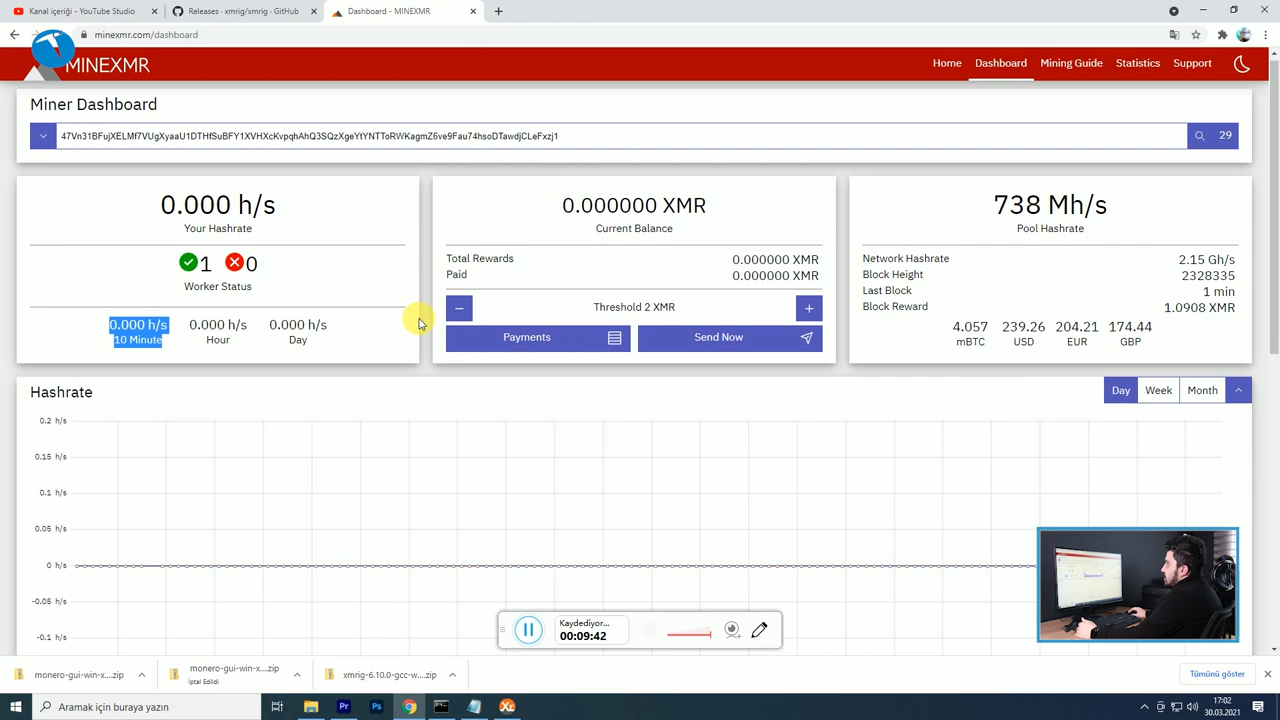 Kanal içeriği - YouTube Studio
Releases · xmrig/xmrig · GitHub
Dashboard - MINEXMR
minexmr.com/dashboard
MINEXMR
Home
Dashboard
Mining Guide
Statistics
Support
Miner Dashboard
47Vn31BFujXELMf7VUgXyaaU1DTHfSuBFY1XVHXcKvpqhAhQ3SQzXgeYtYNTToRWKagmZ6ve9Fau74hsoDTawdjCLeFxzj1
29
0.000 h/s
Your Hashrate
1
0
Worker Status
0.000 h/s
0.000 h/s
0.000 h/s
10 Minute
Hour
Day
0.000000 XMR
Current Balance
Total Rewards
0.000000 XMR
Paid
0.000000 XMR
Threshold 2 XMR
Payments
Send Now
738 Mh/s
Pool Hashrate
Network Hashrate
2.15 Gh/s
Block Height
2328335
Last Block
1 min
Block Reward
1.0908 XMR
4.057
239.26
204.21
174.44
mBTC
USD
EUR
GBP
Hashrate
Day
Week
Month
0.2 h/s
0.15 h/s
0.1 h/s
0.05 h/s
0 h/s
-0.05 h/s
-0.1 h/s
Kaydediyor...
00:09:42
monero-gui-win-x....zip
monero-gui-win-x....zip
İptal Edildi
xmrig-6.10.0-gcc-w....zip
Tümünü göster
Aramak için buraya yazın
17:02
30.03.2021